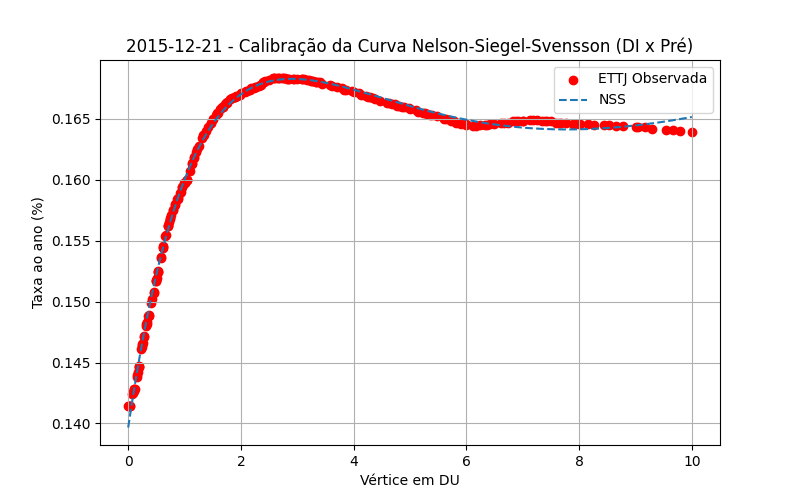 2015-12-21 - Calibração da Curva Nelson-Siegel-Svensson (DI x Pré)
ETTJ Observada
NSS
Taxa ao ano (%)
0.165
0.160
0.155
0.150
0.145
0.140
0 2 4 6 8 10
Vértice em DU